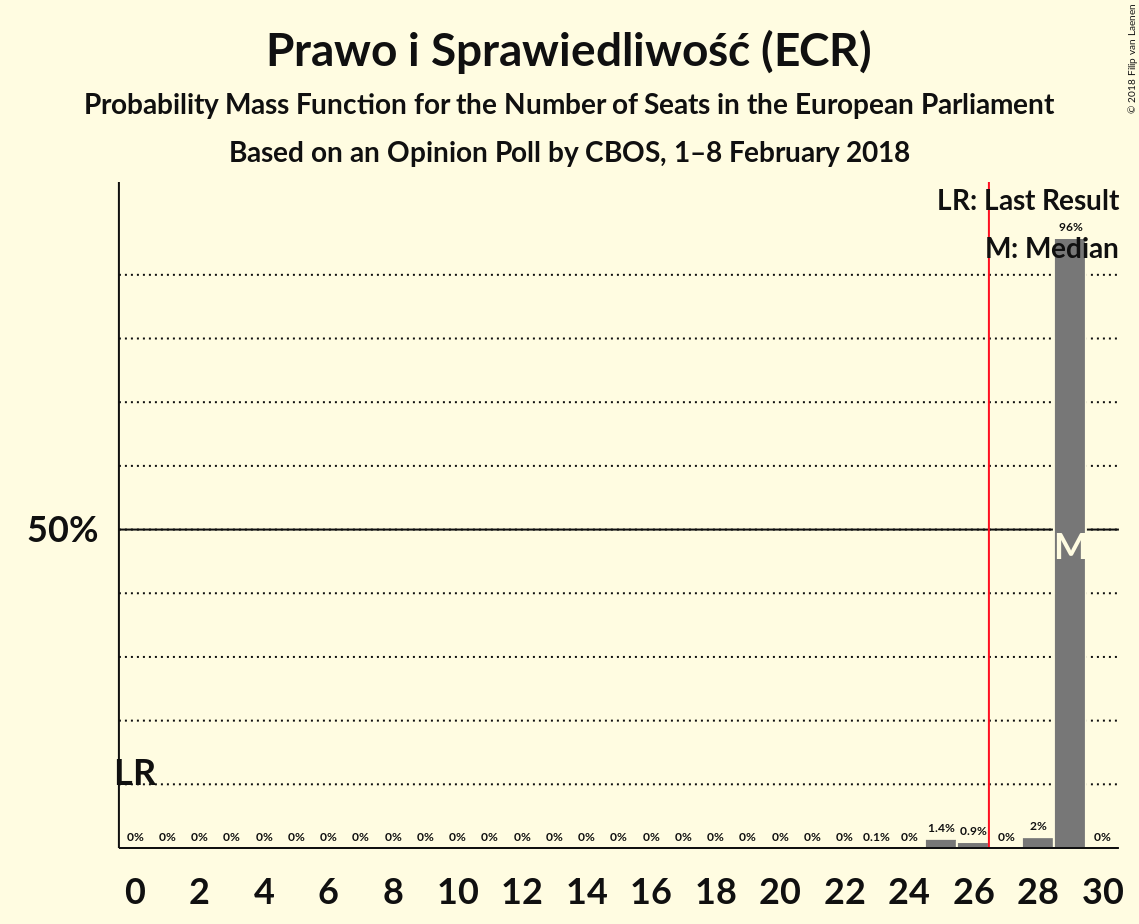 Prawo i Sprawiedliwość (ECR)
Probability Mass Function for the Number of Seats in the European Parliament
Based on an Opinion Poll by CBOS, 1–8 February 2018
© 2018 Filip van Laenen
LR: Last Result
96%
M: Median
50%
M
LR
0% 0% 0% 0% 0% 0% 0% 0% 0% 0% 0% 0% 0% 0% 0% 0% 0% 0% 0% 0% 0% 0% 0% 0.1% 0% 1.4% 0.9% 0% 2% 0%
0 2 4 6 8 10 12 14 16 18 20 22 24 26 28 30